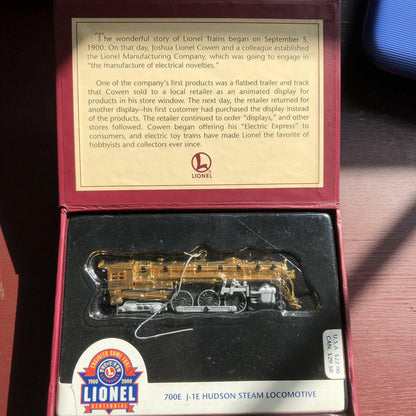 The wonderful story of Lionel Trains began on September 5,
1900. On that day, Joshua Lionel Cowen and a colleague established
the Lionel Manufacturing Company, which was going to engage in
"the manufacture of electrical novelties."
One of the company's first products was a flatbed trailer and track
that Cowen sold to a local retailer as an animated display for
products in his store window. The next day, the retailer returned for
another display–his first customer had purchased the display instead
of the products. The retailer continued to order "displays," and other
stores followed. Cowen began offering his "Electric Express" to
consumers, and electric toy trains have made Lionel the favorite of
hobbyists and collectors ever since.
L
LIONEL
U.S.A. $22.00
CAN. $29.50
1900 2000
LIONEL
CENTENNIAL
700E J-1E HUDSON STEAM LOCOMOTIVE